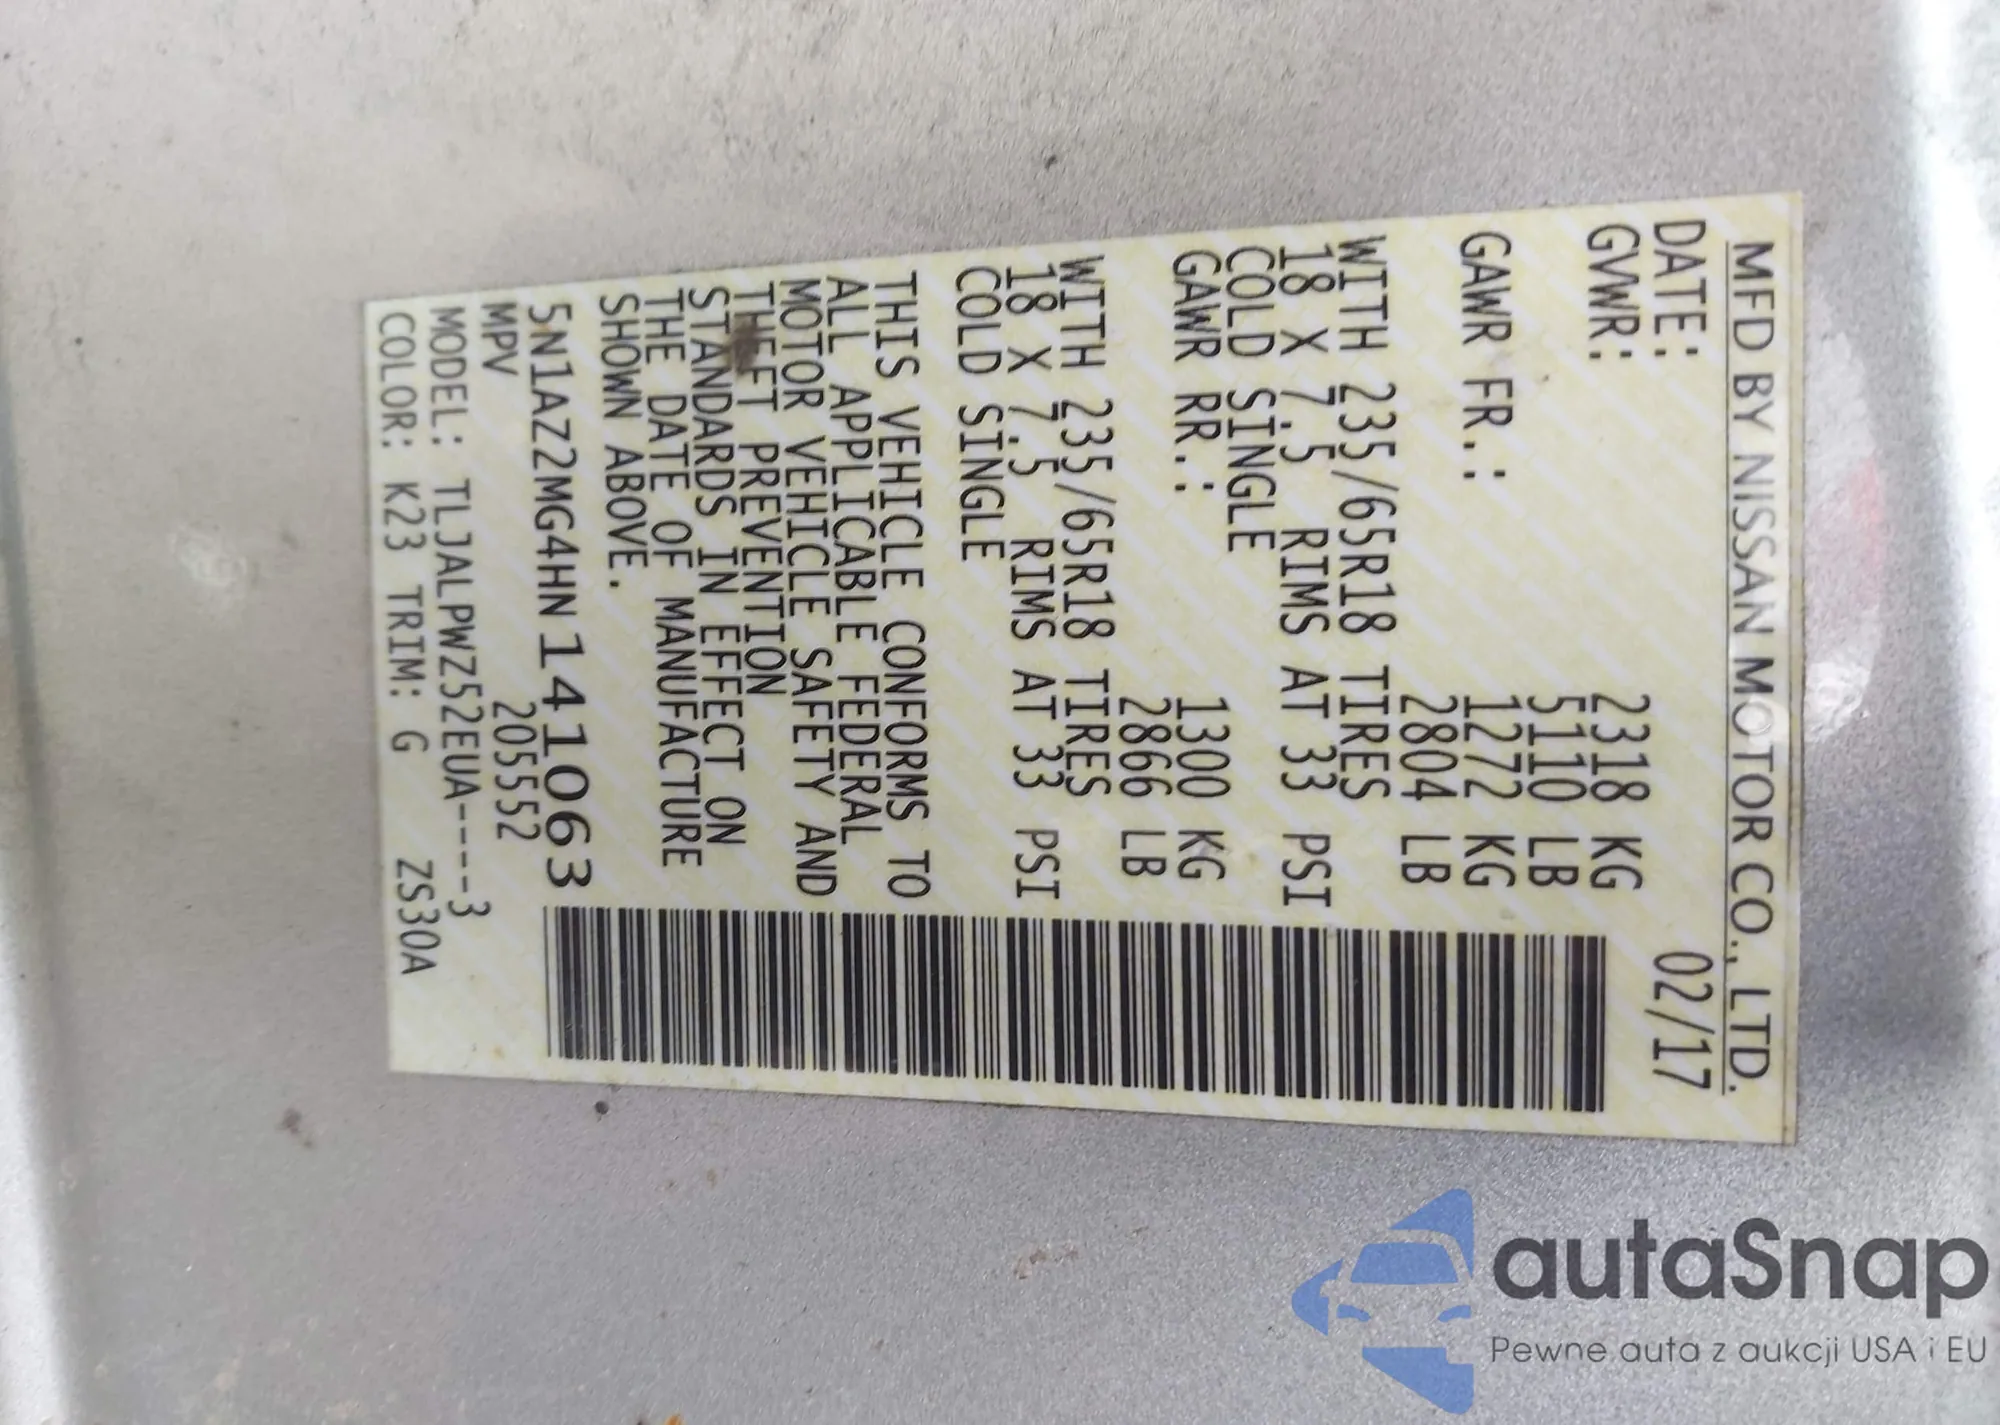 MFD BY NISSAN MOTOR CO., LTD.
DATE: 02/17
GVWR: 2318 KG
5110 LB
GAWR FR.: 1272 KG
2804 LB
WITH 235/65R18 TIRES
18 X 7.5 RIMS AT 33 PSI
COLD SINGLE
GAWR RR.: 1300 KG
2866 LB
WITH 235/65R18 TIRES
18 X 7.5 RIMS AT 33 PSI
COLD SINGLE
THIS VEHICLE CONFORMS TO
ALL APPLICABLE FEDERAL
MOTOR VEHICLE SAFETY AND
THEFT PREVENTION
STANDARDS IN EFFECT ON
THE DATE OF MANUFACTURE
SHOWN ABOVE.
5N1AZ2MG4HN141063
MPV 205552
MODEL: TLJALPWZ52EUA----3
COLOR: K23 TRIM: G ZS30A
autaSnap
Pewne auta z aukcji USA i EU